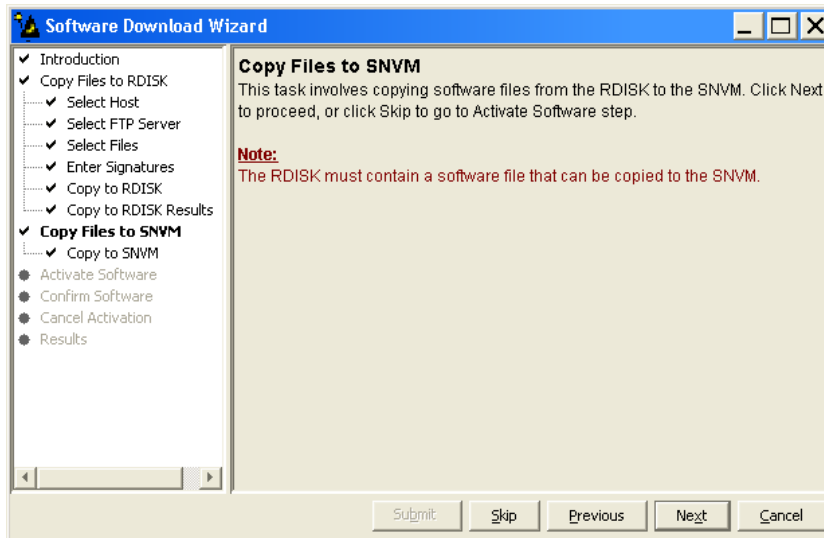 Software Download Wizard
Introduction
Copy Files to RDISK
Select Host
Select FTP Server
Select Files
Enter Signatures
Copy to RDISK
Copy to RDISK Results
Copy Files to SNVM
Copy to SNVM
Activate Software
Confirm Software
Cancel Activation
Results
Copy Files to SNVM
This task involves copying software files from the RDISK to the SNVM. Click Next
to proceed, or click Skip to go to Activate Software step.
Note:
The RDISK must contain a software file that can be copied to the SNVM.
Submit
Skip
Previous
Next
Cancel